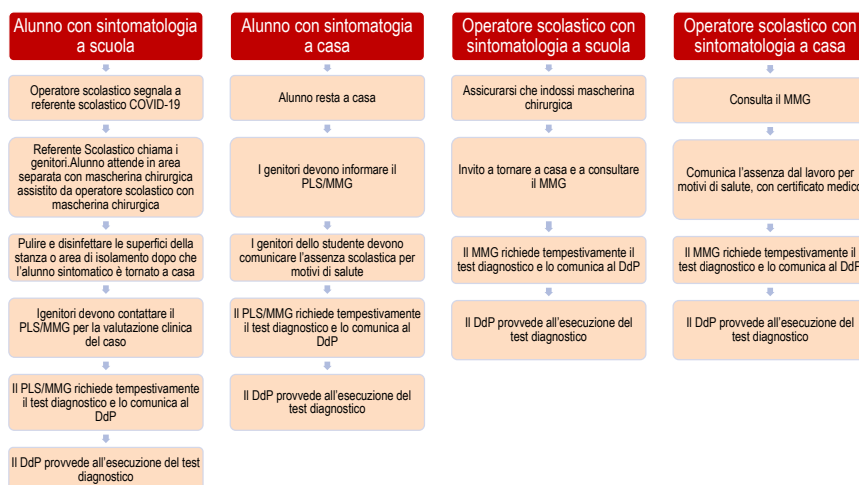 Alunno con sintomatologia
a scuola
Operatore scolastico segnala a
referente scolastico COVID-19
Referente Scolastico chiama i
genitori.Alunno attende in area
separata con mascherina chirurgica
assistito da operatore scolastico con
mascherina chirurgica
Pulire e disinfettare le superfici della
stanza o area di isolamento dopo che
l'alunno sintomatico è tornato a casa
Igenitori devono contattare il
PLS/MMG per la valutazione clinica
del caso
Il PLS/MMG richiede tempestivamente
il test diagnostico e lo comunica al
DdP
Il DdP provvede all'esecuzione del test
diagnostico
Alunno con sintomatogia
a casa
Alunno resta a casa
I genitori devono informare il
PLS/MMG
I genitori dello studente devono
comunicare l'assenza scolastica per
motivi di salute
Il PLS/MMG richiede tempestivamente
il test diagnostico e lo comunica al
DdP
Il DdP provvede all'esecuzione del
test diagnostico
Operatore scolastico con
sintomatologia a scuola
Assicurarsi che indossi mascherina
chirurgica
Invito a tornare a casa e a consultare
il MMG
Il MMG richiede tempestivamente il
test diagnostico e lo comunica al DdP
Il DdP provvede all'esecuzione del
test diagnostico
Operatore scolastico con
sintomatologia a casa
Consulta il MMG
Comunica l'assenza dal lavoro per
motivi di salute, con certificato medico
Il MMG richiede tempestivamente il
test diagnostico e lo comunica al DdP
Il DdP provvede all'esecuzione del
test diagnostico